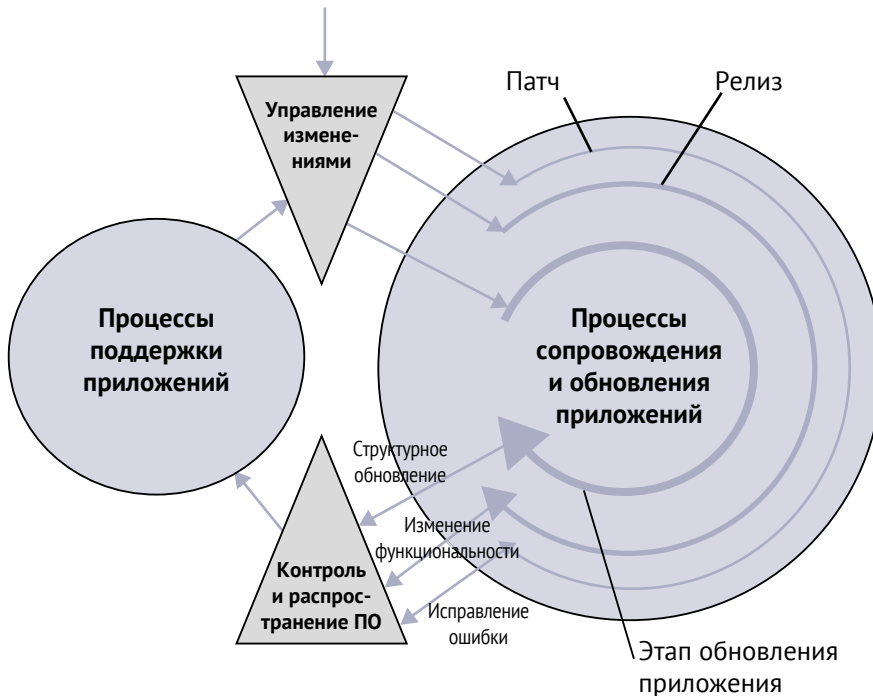 Патч
Релиз
Управление
измене-
ниями
Процессы
поддержки
приложений
Процессы
сопровождения
и обновления
приложений
Структурное
обновление
Изменение
функциональности
Контроль
и распрос-
транение ПО
Исправление
ошибки
Этап обновления
приложения